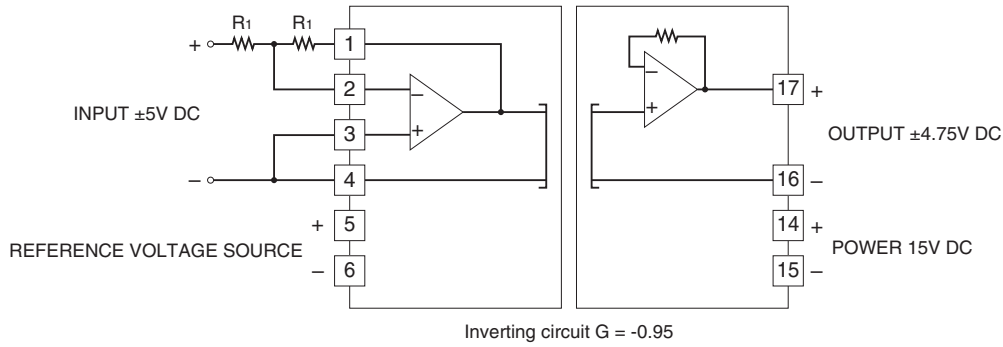 R1 R1
+ 1
2 − − 17 +
INPUT ±5V DC
3 + + OUTPUT ±4.75V DC
− 4 16 −
+ 5 14 +
REFERENCE VOLTAGE SOURCE POWER 15V DC
− 6 15 −
Inverting circuit G = -0.95